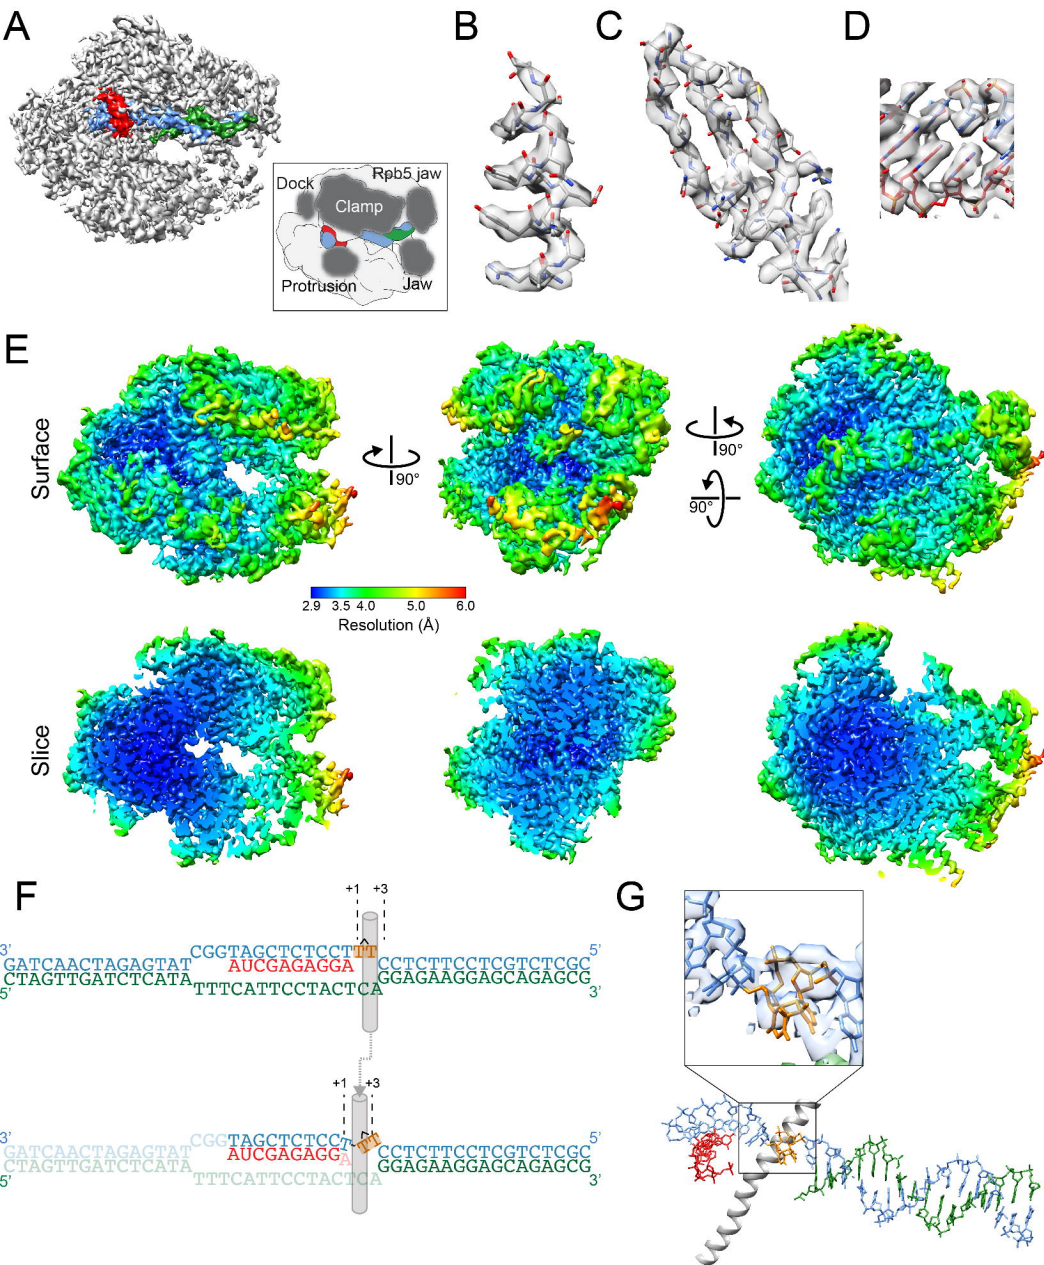 A
B
C
D
Dock
Rpb5 jaw
Clamp
Protrusion
Jaw
E
Surface
90°
90°
90°
2.9 3.5 4.0 5.0 6.0
Resolution (Å)
Slice
F
G
+1 +3
3' 5'
CGGTAGCTCTCCTTT
GATCAACTAGAGTAT CCTCTTCCTCGTCTCGC
AUCGAGAGGA
CTAGTTGATCTCATA GGAGAAGGAGCAGAGCG
TTTCATTCCTACTCA
5' 3'
+1 +3
3' 5'
CGGTAGCTCTCCTTT
GATCAACTAGAGTAT CCTCTTCCTCGTCTCGC
AUCGAGAGGA
CTAGTTGATCTCATA GGAGAAGGAGCAGAGCG
TTTCATTCCTACTCA
5' 3'